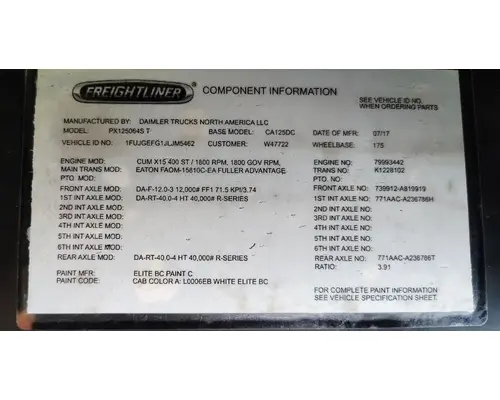 FREIGHTLINER COMPONENT INFORMATION
SEE VEHICLE ID NO.
WHEN ORDERING PARTS
MANUFACTURED BY: DAIMLER TRUCKS NORTH AMERICA LLC
MODEL: PX125064S T BASE MODEL: CA125DC DATE OF MFR: 07/17
VEHICLE ID NO: 1FUJGEFG1JLJM5462 CUSTOMER: W47722 WHEELBASE: 175
ENGINE MOD: CUM X15 400 ST / 1800 RPM, 1800 GOV RPM, ENGINE NO: 79993442
MAIN TRANS MOD: EATON FAOM-15810C-EA FULLER ADVANTAGE TRANS NO: K1228102
PTO. MOD: PTO. NO:
FRONT AXLE MOD: DA-F-12.0-3 12,000# FF1 71.5 KPI/3.74 FRONT AXLE NO: 739912-A819919
1ST INT AXLE MOD: DA-RT-40.0-4 HT 40,000# R-SERIES 1ST INT AXLE NO: 771AAC-A236786H
2ND INT AXLE MOD: 2ND INT AXLE NO:
3RD INT AXLE MOD: 3RD INT AXLE NO:
4TH INT AXLE MOD: 4TH INT AXLE NO:
5TH INT AXLE MOD: 5TH INT AXLE NO:
6TH INT AXLE MOD: 6TH INT AXLE NO:
REAR AXLE MOD: DA-RT-40.0-4 HT 40,000# R-SERIES REAR AXLE NO: 771AAC-A236786T
RATIO: 3.91
PAINT MFR: ELITE BC PAINT C
PAINT CODE: CAB COLOR A: L0006EB WHITE ELITE BC
FOR COMPLETE PAINT INFORMATION
SEE VEHICLE SPECIFICATION SHEET.